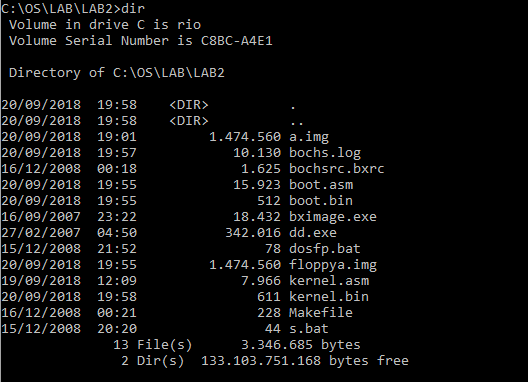 C:\OS\LAB\LAB2>dir
 Volume in drive C is rio
 Volume Serial Number is C8BC-A4E1

 Directory of C:\OS\LAB\LAB2

20/09/2018  19:58    <DIR>          .
20/09/2018  19:58    <DIR>          ..
20/09/2018  19:01         1.474.560 a.img
20/09/2018  19:57            10.130 bochs.log
16/12/2008  00:18             1.625 bochsrc.bxrc
20/09/2018  19:55            15.923 boot.asm
20/09/2018  19:55               512 boot.bin
16/09/2007  23:22            18.432 bximage.exe
27/02/2007  04:50           342.016 dd.exe
15/12/2008  21:52                78 dosfp.bat
20/09/2018  19:55         1.474.560 floppya.img
19/09/2018  12:09             7.966 kernel.asm
20/09/2018  19:58               611 kernel.bin
16/12/2008  00:21               228 Makefile
15/12/2008  20:20                44 s.bat
              13 File(s)      3.346.685 bytes
               2 Dir(s)  133.103.751.168 bytes free